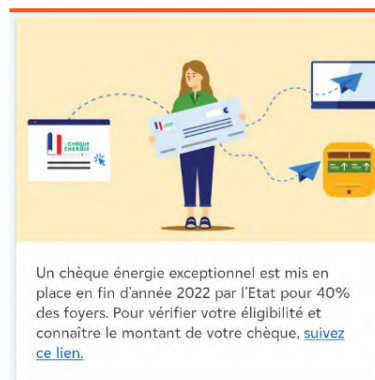 CHÈQUE
ÉNERGIE
Un chèque énergie exceptionnel est mis en
place en fin d'année 2022 par l'Etat pour 40%
des foyers. Pour vérifier votre éligibilité et
connaître le montant de votre chèque, suivez
ce lien.